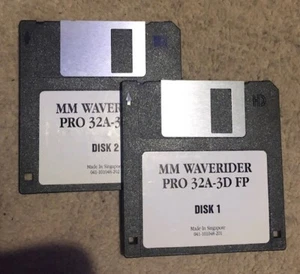 MM WAVER
PRO 32A-3
DISK 2
Made In Singapore
MM WAVERIDER
PRO 32A-3D FP
DISK 1
Made In Singapore